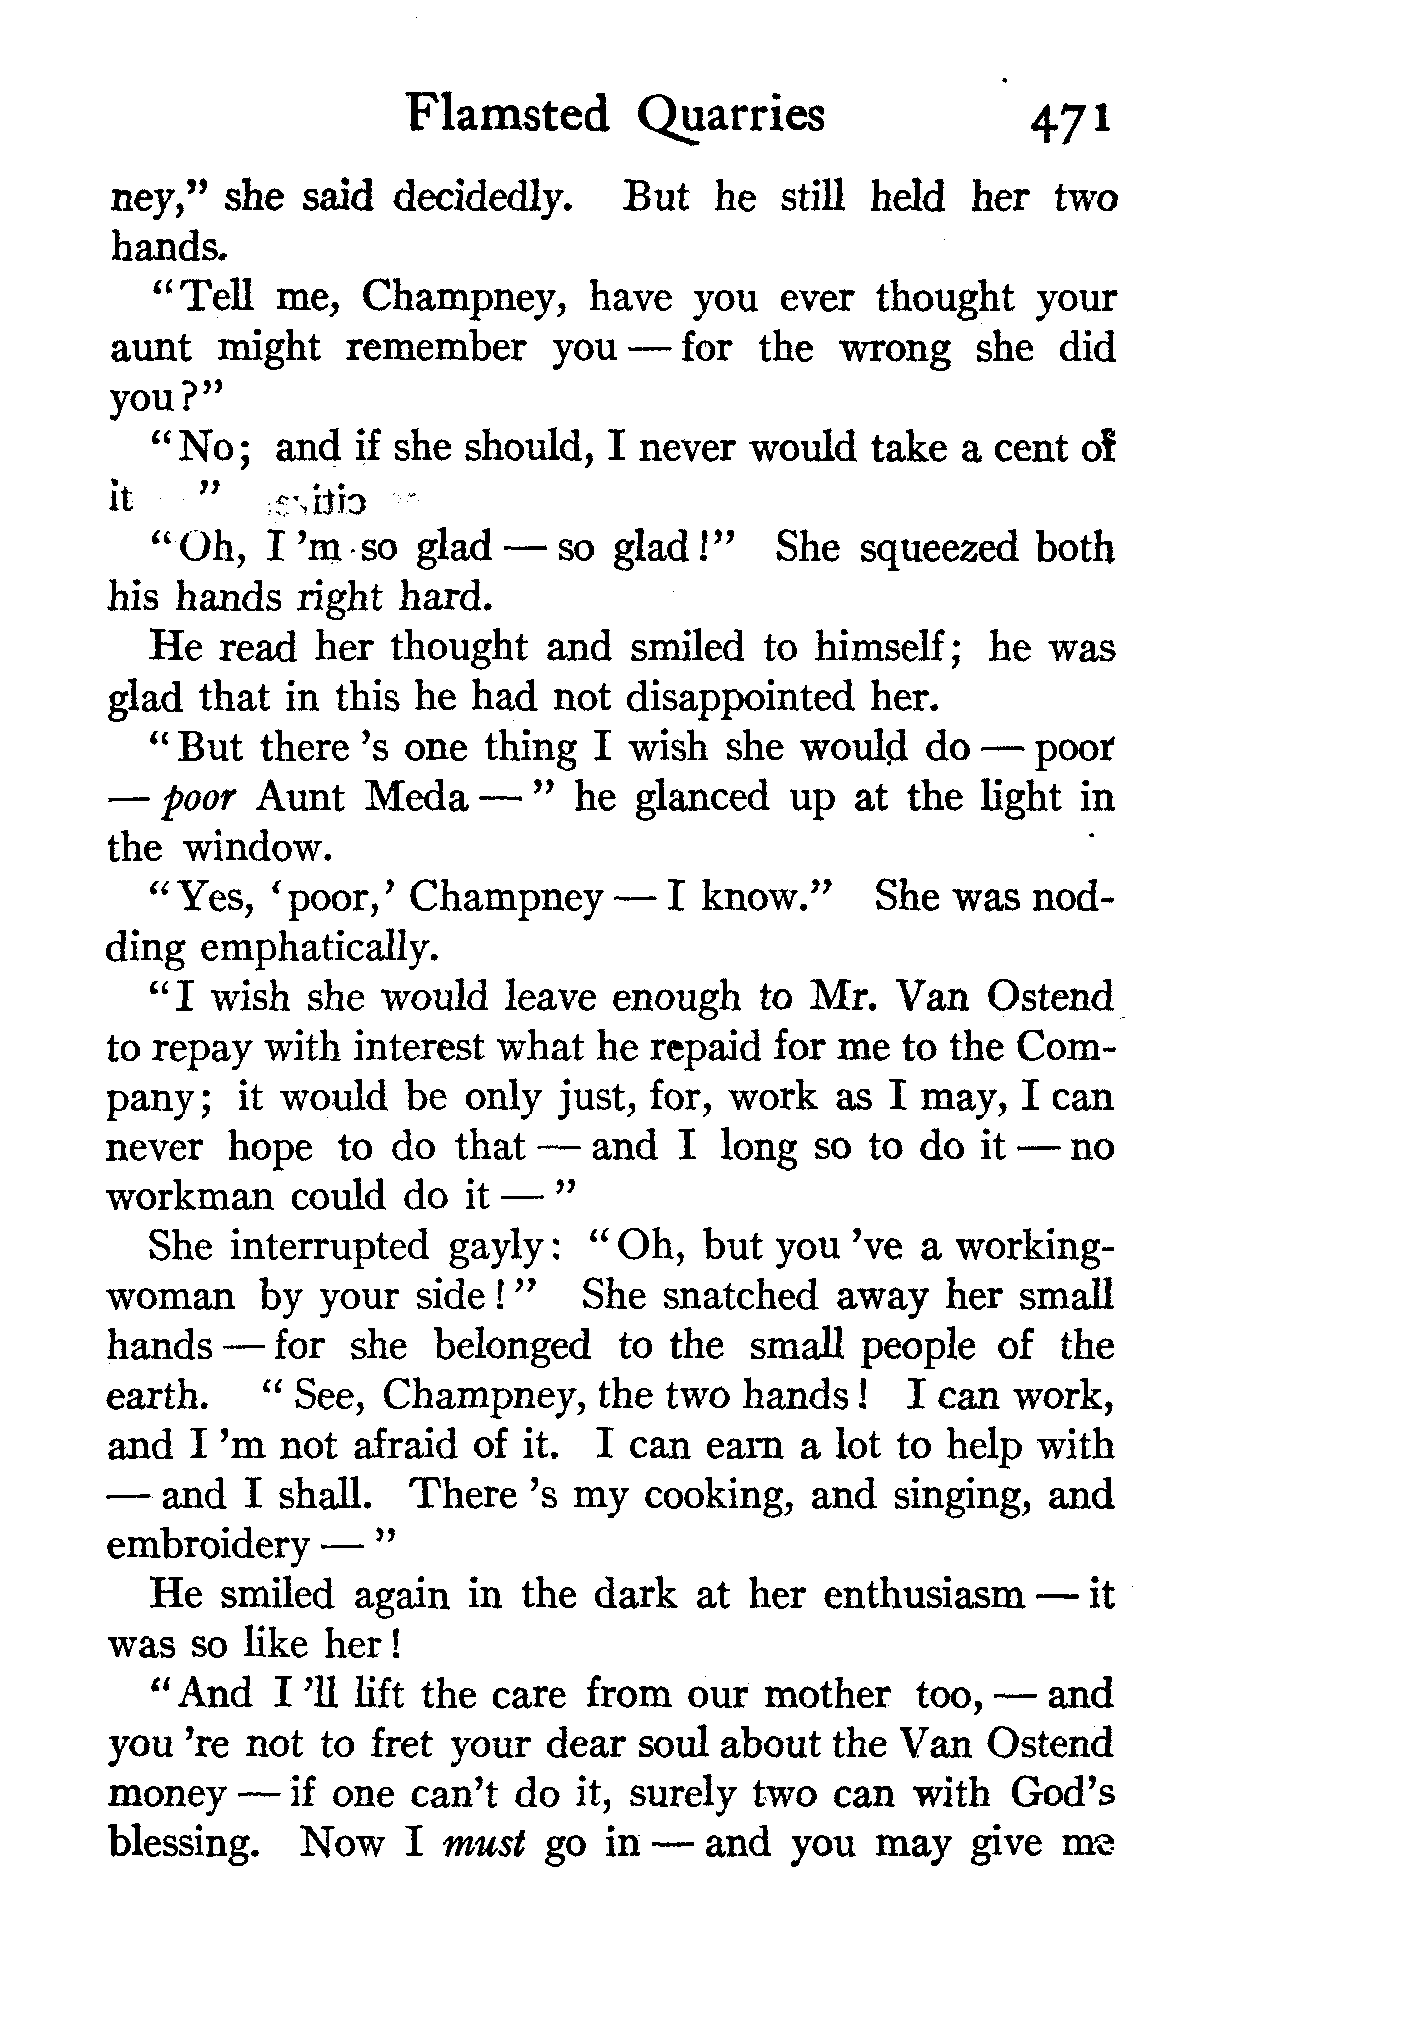 Flamsted Quarries 471
ney,” she said decidedly. But he still held her two
hands.
“Tell me, Champney, have you ever thought your
aunt might remember you — for the wrong she did
you?”
“No; and if she should, I never would take a cent of
it ”
“Oh, I 'm so glad — so glad!” She squeezed both
his hands right hard.
He read her thought and smiled to himself; he was
glad that in this he had not disappointed her.
“But there 's one thing I wish she would do — poor
— poor Aunt Meda — ” he glanced up at the light in
the window.
“Yes, ‘poor,’ Champney — I know.” She was nod-
ding emphatically.
“I wish she would leave enough to Mr. Van Ostend
to repay with interest what he repaid for me to the Com-
pany; it would be only just, for, work as I may, I can
never hope to do that — and I long so to do it — no
workman could do it — ”
She interrupted gayly: “Oh, but you 've a working-
woman by your side!” She snatched away her small
hands — for she belonged to the small people of the
earth. “See, Champney, the two hands! I can work,
and I 'm not afraid of it. I can earn a lot to help with
— and I shall. There 's my cooking, and singing, and
embroidery — ”
He smiled again in the dark at her enthusiasm — it
was so like her!
“And I 'll lift the care from our mother too, — and
you 're not to fret your dear soul about the Van Ostend
money — if one can't do it, surely two can with God's
blessing. Now I must go in — and you may give me